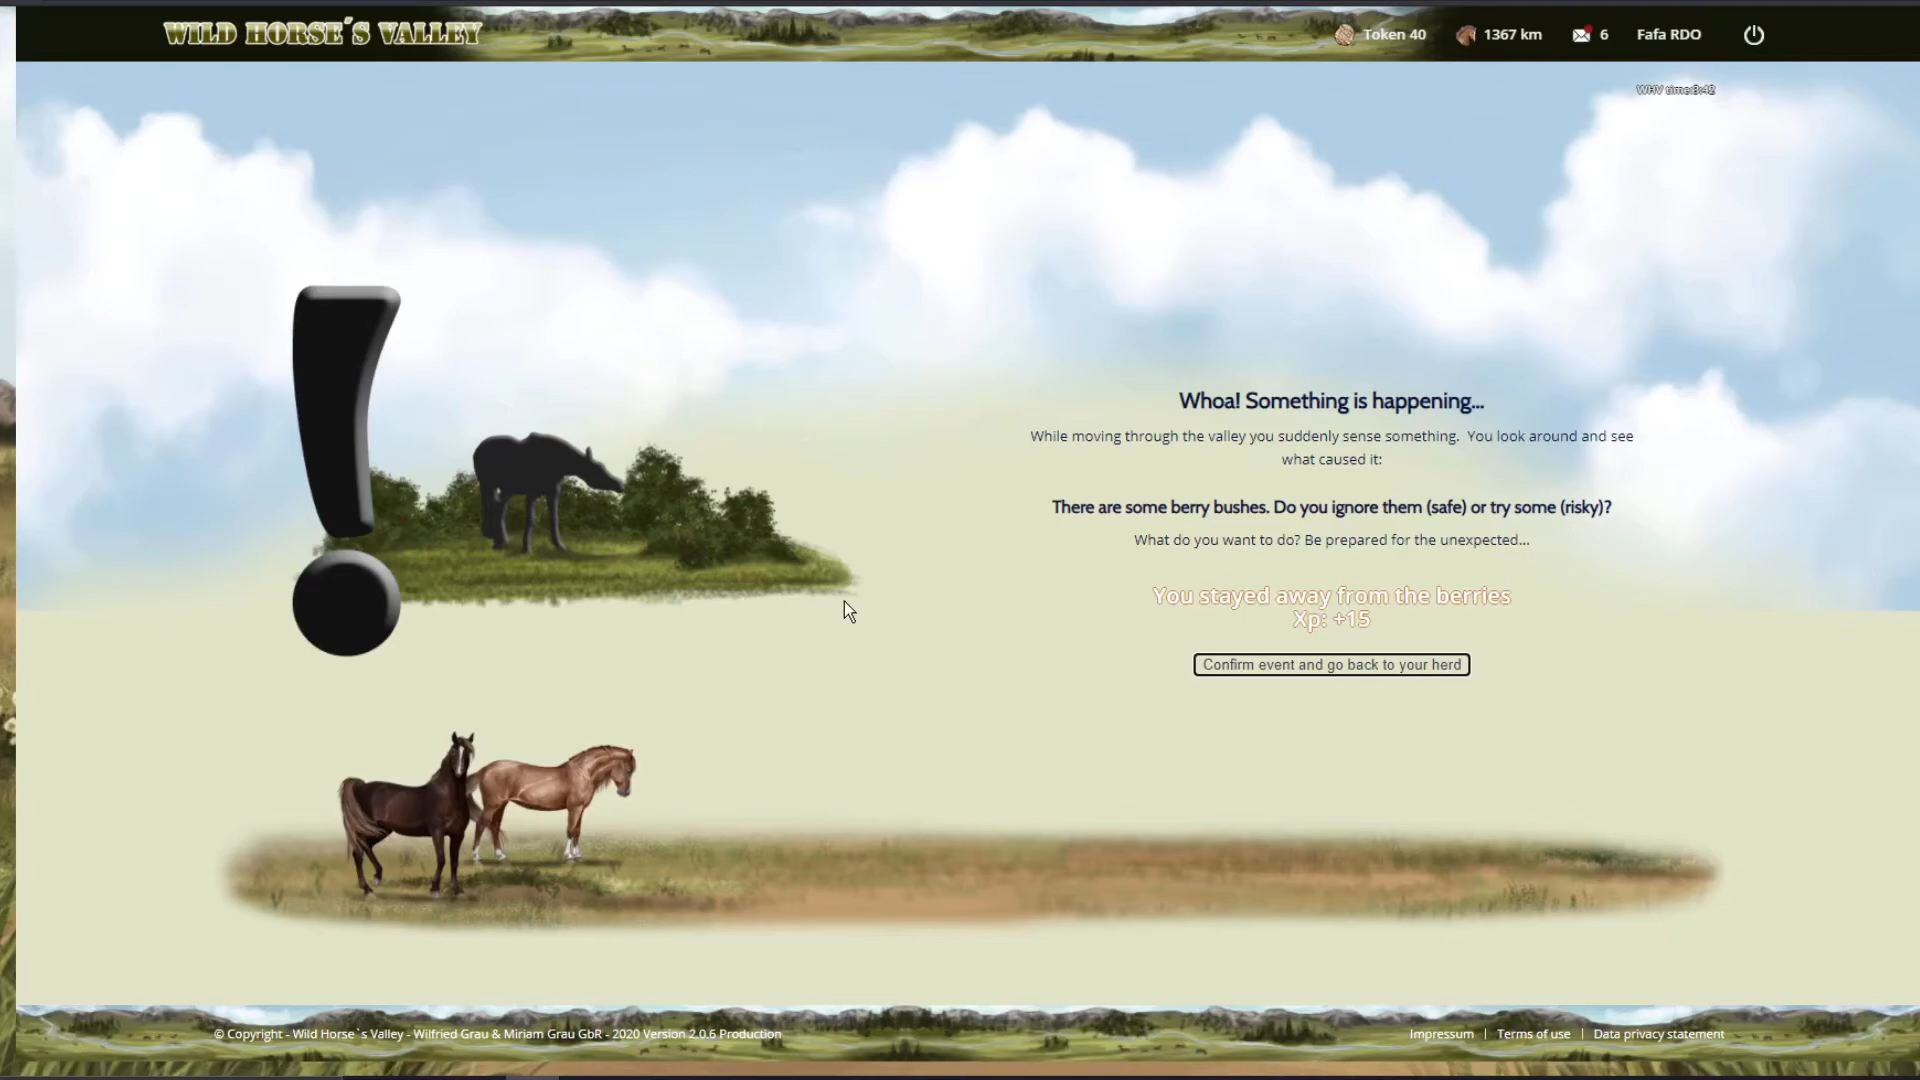 WILD HORSE´S VALLEY
Token 40
1367 km
6
Fafa RDO
WHV time:3:42
Whoa! Something is happening...
While moving through the valley you suddenly sense something. You look around and see
what caused it:
There are some berry bushes. Do you ignore them (safe) or try some (risky)?
What do you want to do? Be prepared for the unexpected...
You stayed away from the berries
Xp: +15
Confirm event and go back to your herd
© Copyright - Wild Horse`s Valley - Wilfried Grau & Miriam Grau GbR - 2020 Version 2.0.6 Production
Impressum | Terms of use | Data privacy statement